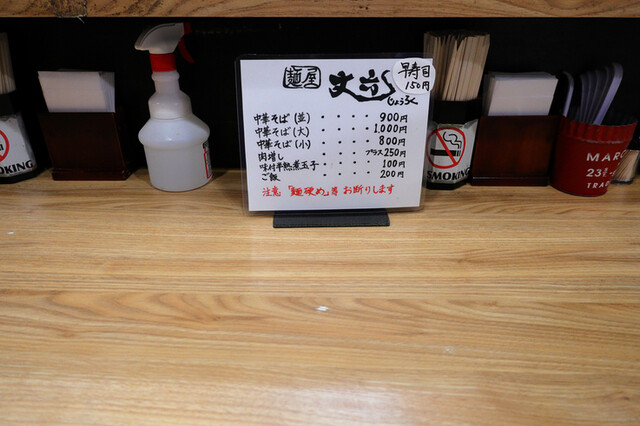 麺屋 丈六
じょうろく
早寿司
150円
中華そば(並)・・・・900円
中華そば(大)・・・・1,000円
中華そば(小)・・・・800円
肉増し・・・・プラス250円
味付半熟煮玉子・・・100円
ご飯・・・・200円
注意「麺硬め」等 お断りします
SMOKING
SMOKING
MARC
TRAD